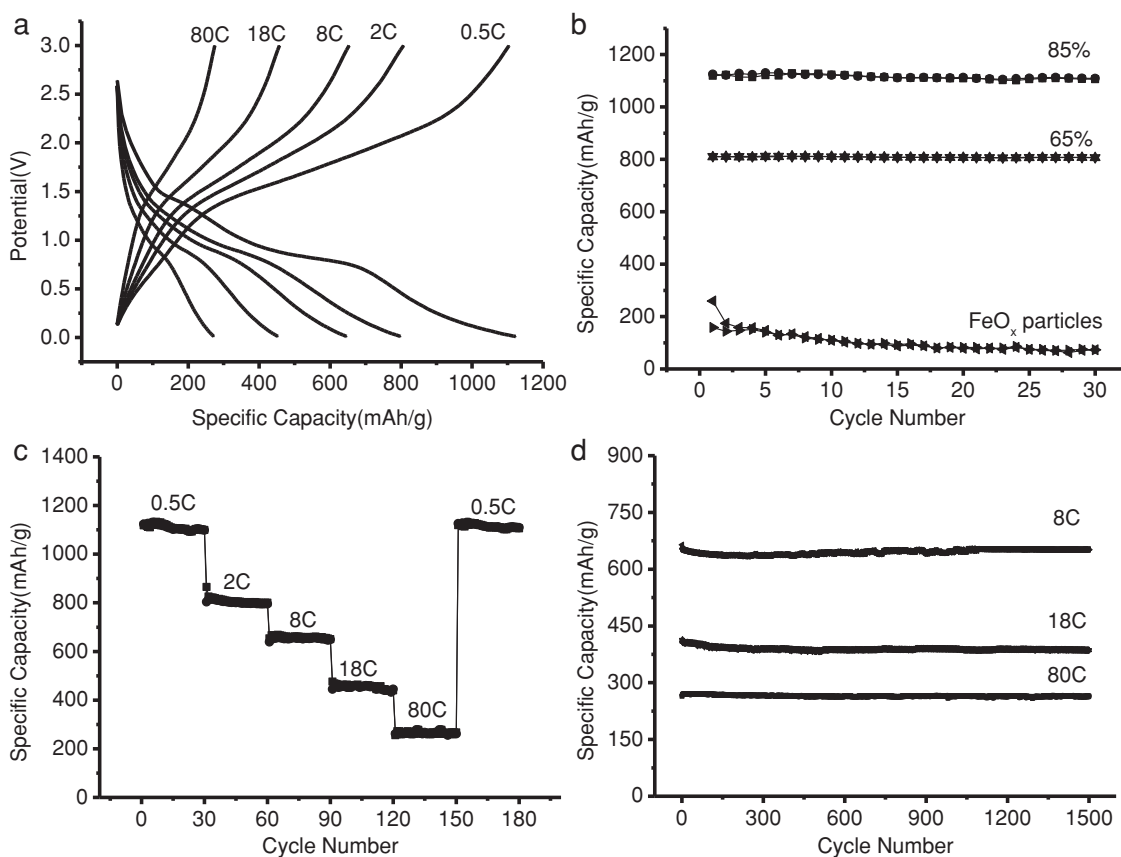 a
80C 18C 8C 2C 0.5C
3.0
2.5
2.0
1.5
1.0
0.5
0.0
Potential(V)
0 200 400 600 800 1000 1200
Specific Capacity(mAh/g)
b
1200
1000
800
600
400
200
0
Specific Capacity(mAh/g)
85%
65%
FeOx particles
0 5 10 15 20 25 30
Cycle Number
c
1400
1200
1000
800
600
400
200
0
Specific Capacity(mAh/g)
0.5C
2C
8C
18C
80C
0.5C
0 30 60 90 120 150 180
Cycle Number
d
900
750
600
450
300
150
0
Specific Capacity(mAh/g)
8C
18C
80C
0 300 600 900 1200 1500
Cycle Number